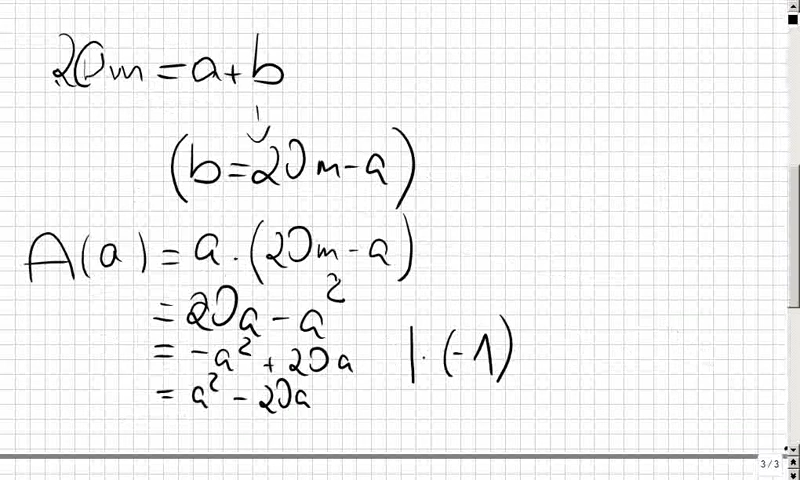 20m = a+b
(b=20m-a)
A(a) = a·(20m-a)
= 20a - a²
= -a² + 20a |·(-1)
= a² - 20a
3/3